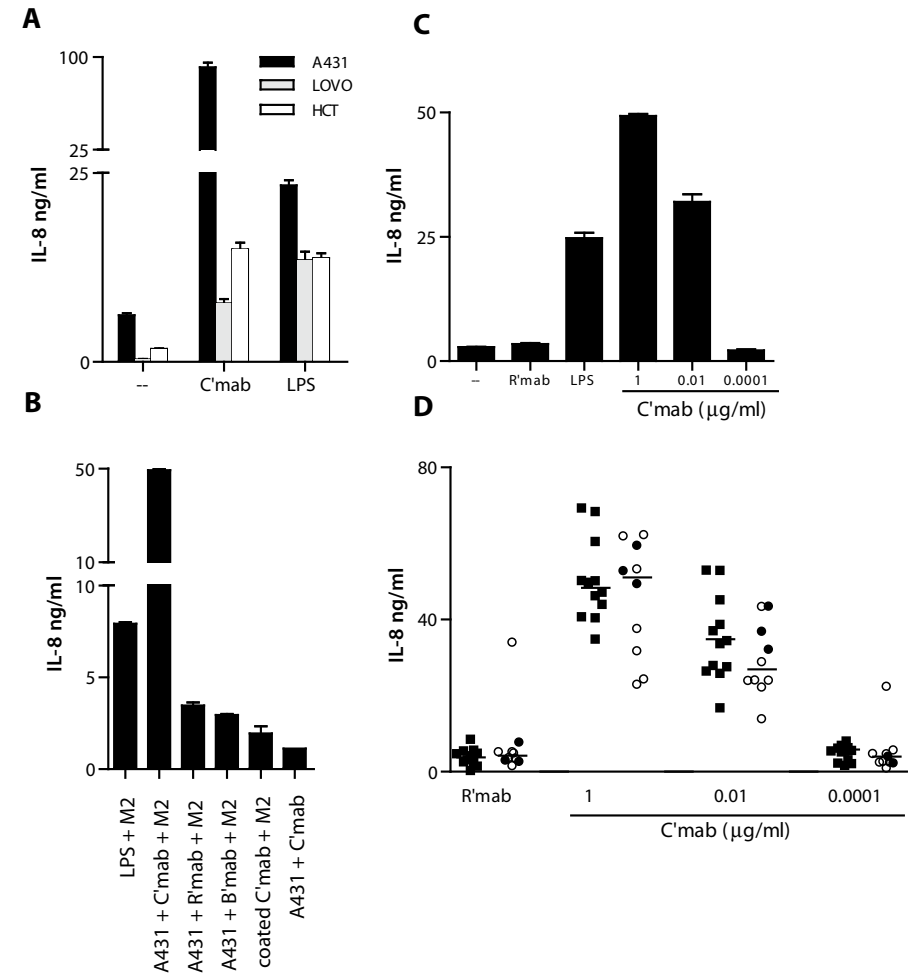 A
100
25
25
0
IL-8 ng/ml
A431
LOVO
HCT
-- C'mab LPS
C
50
25
0
IL-8 ng/ml
-- R'mab LPS 1 0.01 0.0001
C'mab (μg/ml)
B
50
10
10
5
0
IL-8 ng/ml
LPS + M2
A431 + C'mab + M2
A431 + R'mab + M2
A431 + B'mab + M2
coated C'mab + M2
A431 + C'mab
D
80
40
0
IL-8 ng/ml
R'mab 1 0.01 0.0001
C'mab (μg/ml)